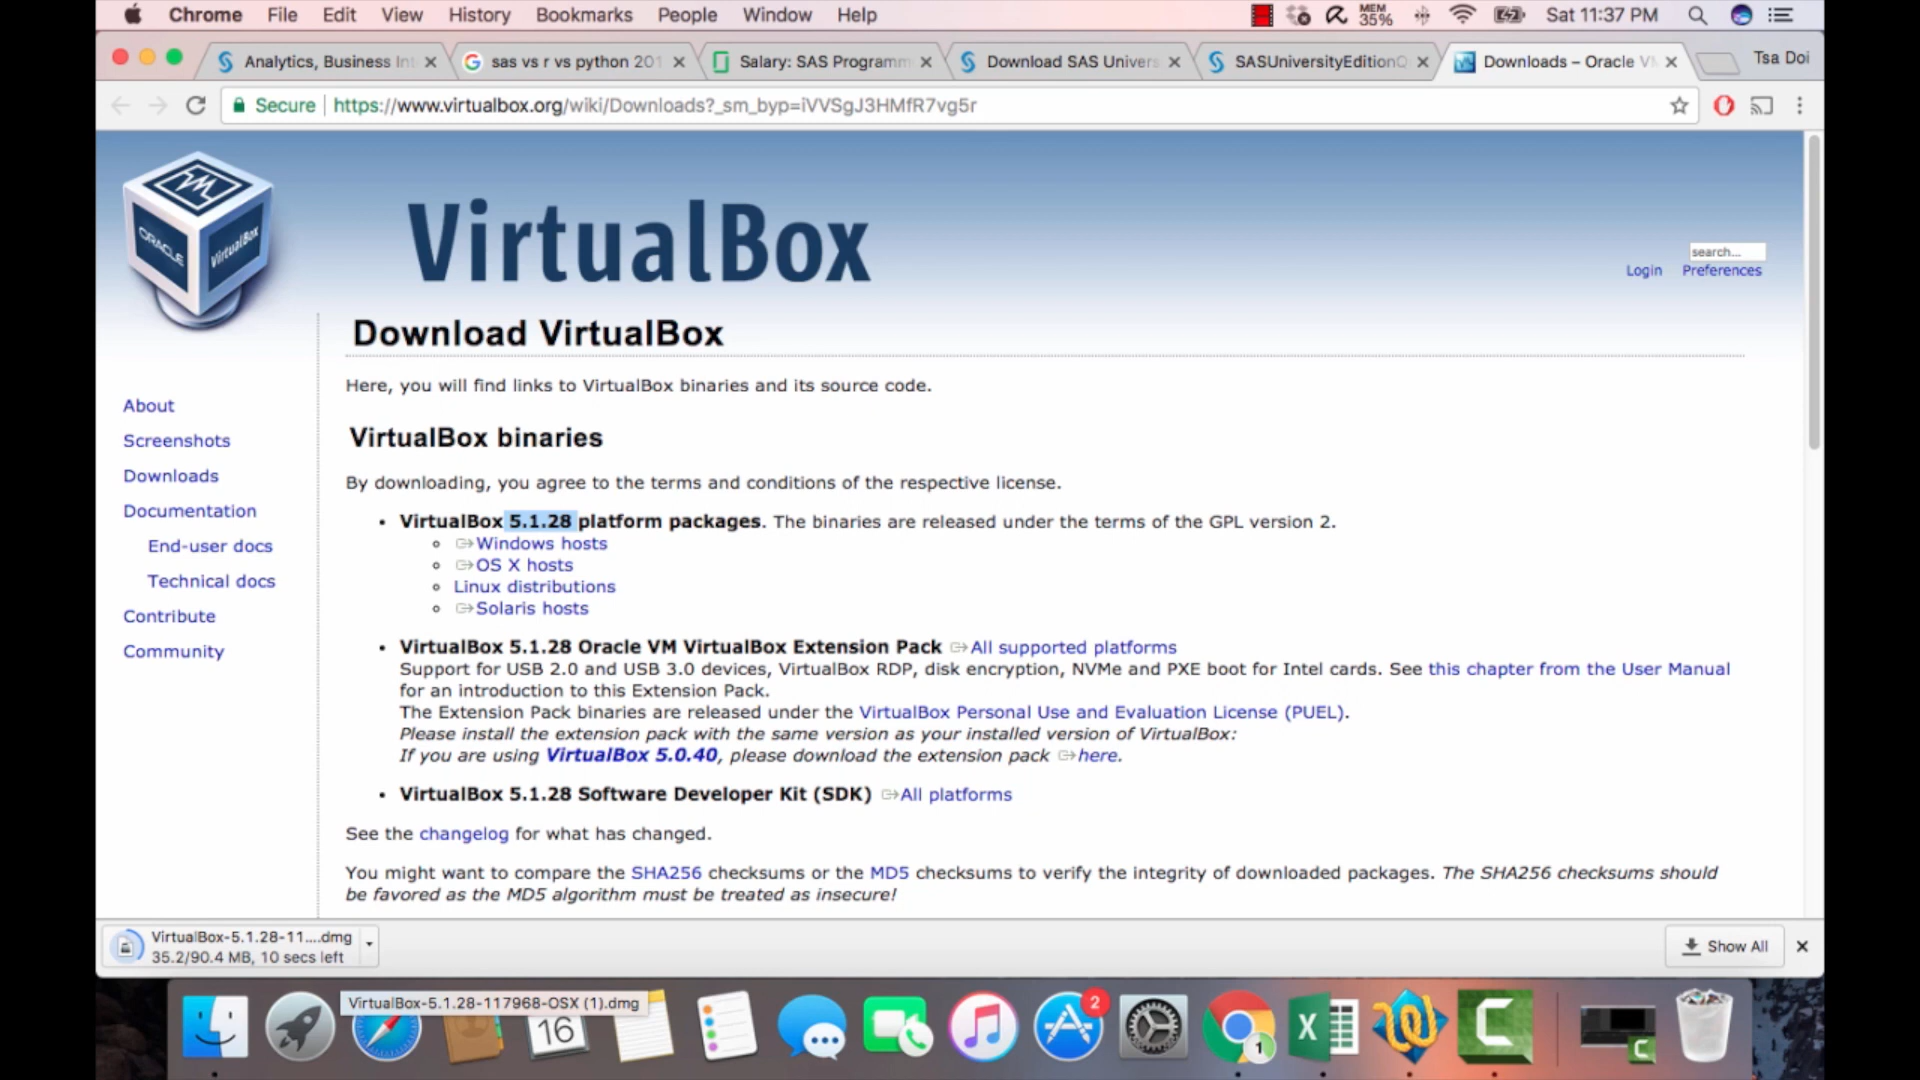 Chrome File Edit View History Bookmarks People Window Help
MEM 35% Sat 11:37 PM
Analytics, Business Int
sas vs r vs python 201
Salary: SAS Programm
Download SAS Univers
SASUniversityEditionQ
Downloads – Oracle VM
Tsa Doi
Secure https://www.virtualbox.org/wiki/Downloads?_sm_byp=iVVSgJ3HMfR7vg5r
ORACLE
VirtualBox
VirtualBox
search...
Login Preferences
Download VirtualBox
Here, you will find links to VirtualBox binaries and its source code.
About
Screenshots
Downloads
Documentation
End-user docs
Technical docs
Contribute
Community
VirtualBox binaries
By downloading, you agree to the terms and conditions of the respective license.
• VirtualBox 5.1.28 platform packages. The binaries are released under the terms of the GPL version 2.
Windows hosts
OS X hosts
Linux distributions
Solaris hosts
• VirtualBox 5.1.28 Oracle VM VirtualBox Extension Pack All supported platforms
Support for USB 2.0 and USB 3.0 devices, VirtualBox RDP, disk encryption, NVMe and PXE boot for Intel cards. See this chapter from the User Manual
for an introduction to this Extension Pack.
The Extension Pack binaries are released under the VirtualBox Personal Use and Evaluation License (PUEL).
Please install the extension pack with the same version as your installed version of VirtualBox:
If you are using VirtualBox 5.0.40, please download the extension pack here.
• VirtualBox 5.1.28 Software Developer Kit (SDK) All platforms
See the changelog for what has changed.
You might want to compare the SHA256 checksums or the MD5 checksums to verify the integrity of downloaded packages. The SHA256 checksums should
be favored as the MD5 algorithm must be treated as insecure!
VirtualBox-5.1.28-11....dmg
35.2/90.4 MB, 10 secs left
Show All
VirtualBox-5.1.28-117968-OSX (1).dmg
16
2
1